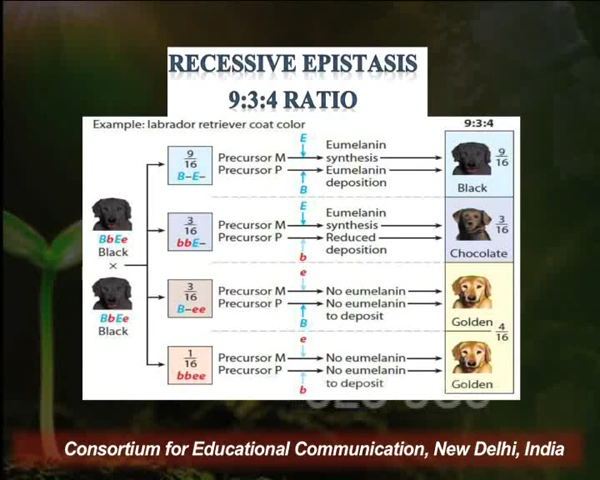 RECESSIVE EPISTASIS
9:3:4 RATIO
Example: labrador retriever coat color
9:3:4
BbEe
Black
×
BbEe
Black
9/16
B–E–
E
Precursor M
Precursor P
B
Eumelanin
synthesis
Eumelanin
deposition
9/16
Black
3/16
bbE–
E
Precursor M
Precursor P
b
Eumelanin
synthesis
Reduced
deposition
3/16
Chocolate
3/16
B–ee
e
Precursor M
Precursor P
B
No eumelanin
No eumelanin
to deposit
Golden
4/16
1/16
bbee
e
Precursor M
Precursor P
b
No eumelanin
No eumelanin
to deposit
Golden
Consortium for Educational Communication, New Delhi, India